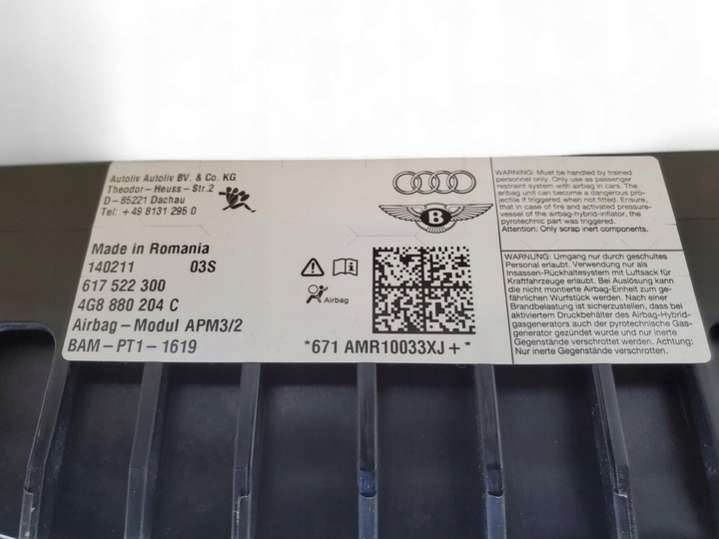 Autoliv Autoliv BV. & Co. KG
Theodor-Heuss-Str.2
D-85221 Dachau
Tel: +49 8131 295 0
Made in Romania
140211 03S
617 522 300
4G8 880 204 C
Airbag-Modul APM3/2
BAM-PT1-1619
B
Airbag
*671 AMR10033XJ+*
WARNING: Must be handled by trained
personnel only. Only use as passenger
restraint system with airbag in cars. The
airbag unit can become a dangerous pro-
jectile if triggered when not fitted. Ensure,
that in case of fire and activated pressure-
vessel of the airbag-hybrid-inflator, the
pyrotechnic part was triggered.
Attention: Only scrap inert components.
WARNUNG: Umgang nur durch geschultes
Personal erlaubt. Verwendung nur als
Insassen-Rückhaltesystem mit Luftsack für
Kraftfahrzeuge erlaubt. Bei Auslösung kann
die nicht montierte Airbag-Einheit zum ge-
fährlichen Wurfstück werden. Nach einer
Brandbelastung ist sicherzustellen, dass bei
aktiviertem Druckbehälter des Airbag-Hybrid-
gasgenerators auch der pyrotechnische Gas-
generator gezündet wurde. Achtung:
Nur inerte Gegenstände verschrotten.